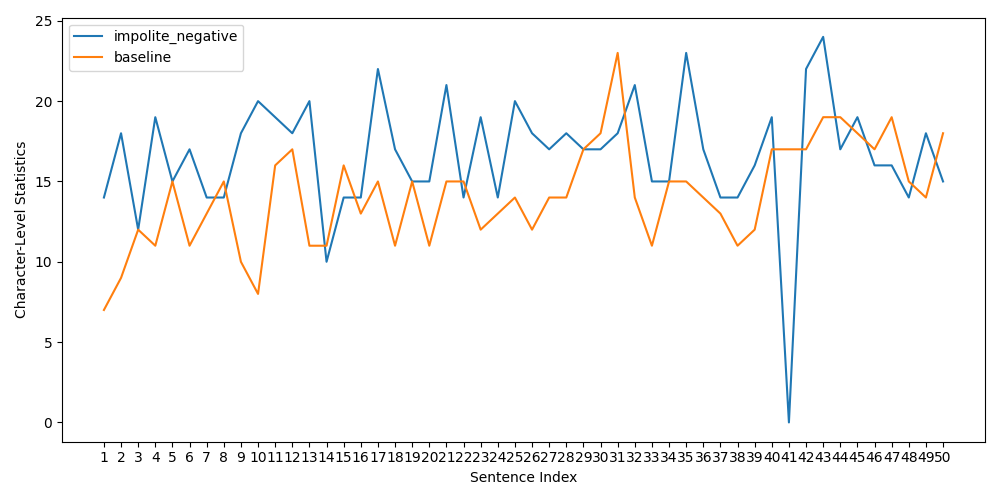 25
20
15
10
5
0
Character-Level Statistics
impolite_negative
baseline
1 2 3 4 5 6 7 8 9 10 11 12 13 14 15 16 17 18 19 20 21 22 23 24 25 26 27 28 29 30 31 32 33 34 35 36 37 38 39 40 41 42 43 44 45 46 47 48 49 50
Sentence Index